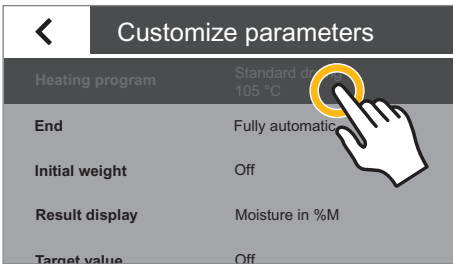 Customize parameters
Heating program Standard drying
105 °C
End Fully automatic
Initial weight Off
Result display Moisture in %M
Target value Off